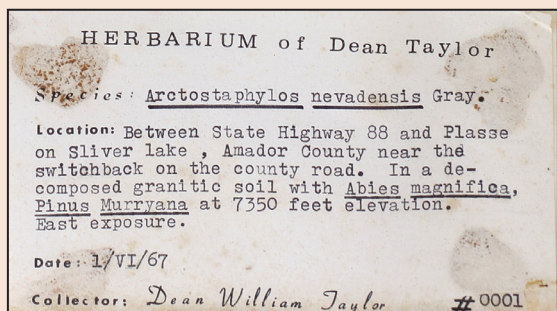 HERBARIUM of Dean Taylor
Species: Arctostaphylos nevadensis Gray.
Location: Between State Highway 88 and Plasse
on Sliver lake , Amador County near the
switchback on the county road. In a de-
composed granitic soil with Abies magnifica,
Pinus Murryana at 7350 feet elevation.
East exposure.
Date: 1/VI/67
Collector: Dean William Taylor #0001